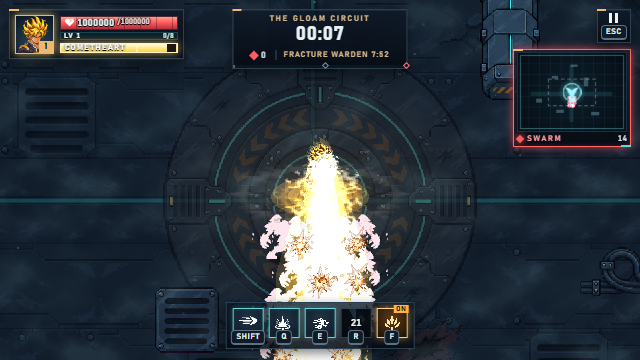 1000000/1000000
LV 1
0/8
COMETHEART
1
THE GLOAM CIRCUIT
00:07
0
FRACTURE WARDEN 7:52
ESC
SWARM
14
ON
21
SHIFT
Q
E
R
F